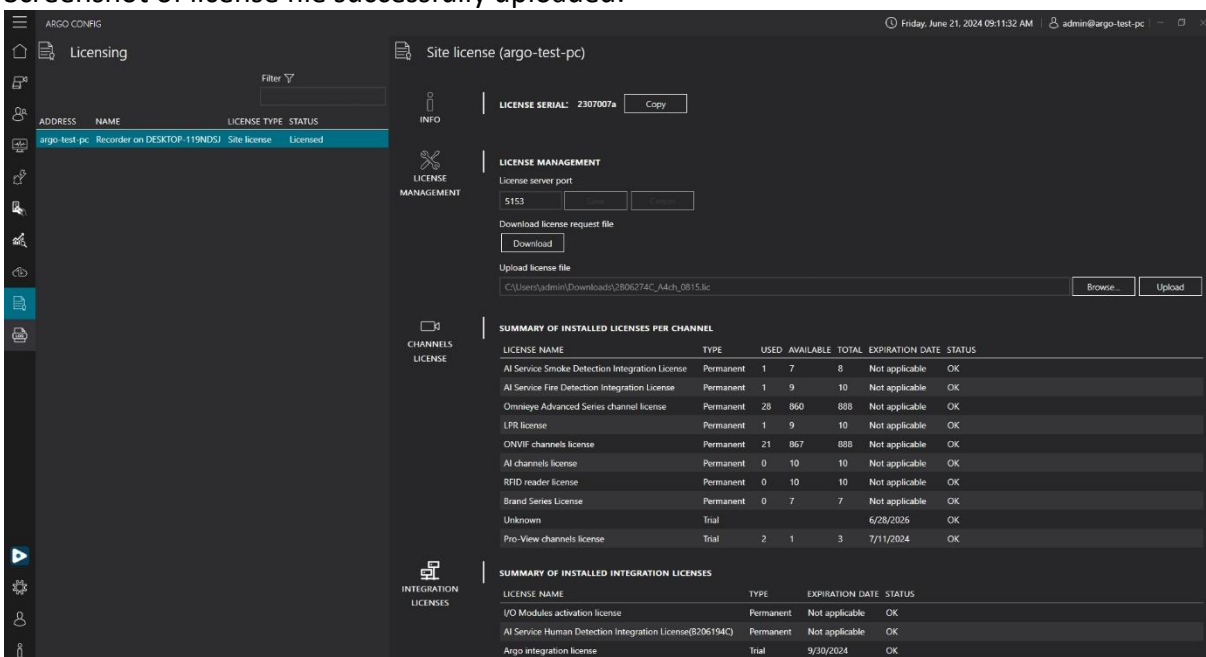 Screenshot of license file successfully uploaded:
ARGO CONFIG
Friday, June 21, 2024 09:11:32 AM
admin@argo-test-pc
Licensing
Filter
ADDRESS NAME LICENSE TYPE STATUS
argo-test-pc Recorder on DESKTOP-119NDSJ Site license Licensed
Site license (argo-test-pc)
INFO
LICENSE SERIAL: 2307007a Copy
LICENSE MANAGEMENT
LICENSE MANAGEMENT
License server port
5153 Save Cancel
Download license request file
Download
Upload license file
C:\Users\admin\Downloads\2B06274C_A4ch_0815.lic Browse... Upload
CHANNELS LICENSE
SUMMARY OF INSTALLED LICENSES PER CHANNEL
LICENSE NAME TYPE USED AVAILABLE TOTAL EXPIRATION DATE STATUS
AI Service Smoke Detection Integration License Permanent 1 7 8 Not applicable OK
AI Service Fire Detection Integration License Permanent 1 9 10 Not applicable OK
Omnieye Advanced Series channel license Permanent 28 860 888 Not applicable OK
LPR license Permanent 1 9 10 Not applicable OK
ONVIF channels license Permanent 21 867 888 Not applicable OK
AI channels license Permanent 0 10 10 Not applicable OK
RFID reader license Permanent 0 10 10 Not applicable OK
Brand Series License Permanent 0 7 7 Not applicable OK
Unknown Trial 6/28/2026 OK
Pro-View channels license Trial 2 1 3 7/11/2024 OK
INTEGRATION LICENSES
SUMMARY OF INSTALLED INTEGRATION LICENSES
LICENSE NAME TYPE EXPIRATION DATE STATUS
I/O Modules activation license Permanent Not applicable OK
AI Service Human Detection Integration License(8206194C) Permanent Not applicable OK
Argo integration license Trial 9/30/2024 OK